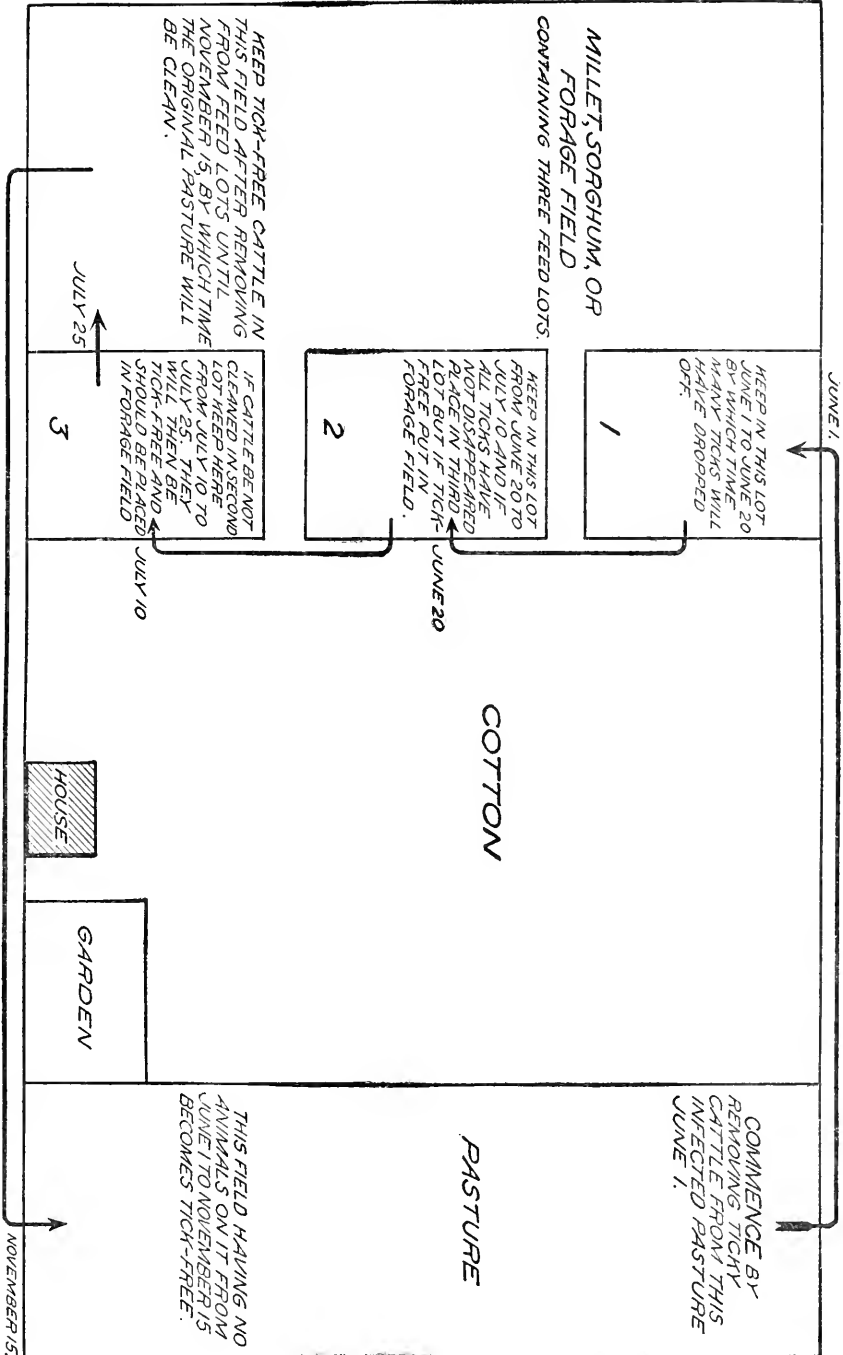 MILLET, SORGHUM, OR
FORAGE FIELD
CONTAINING THREE FEED LOTS.
KEEP TICK-FREE CATTLE IN
THIS FIELD AFTER REMOVING
FROM FEED LOTS UNTIL
NOVEMBER 15, BY WHICH TIME
THE ORIGINAL PASTURE WILL
BE CLEAN.
JUNE 1.
KEEP IN THIS LOT
JUNE 1 TO JUNE 20
BY WHICH TIME
MANY TICKS WILL
HAVE DROPPED
OFF.
1
JUNE 20
KEEP IN THIS LOT
FROM JUNE 20 TO
JULY 10 AND IF
ALL TICKS HAVE
NOT DISAPPEARED
PLACE IN THIRD
LOT BUT IF TICK-
FREE PUT IN
FORAGE FIELD.
2
JULY 10
IF CATTLE BE NOT
CLEANED IN SECOND
LOT KEEP HERE
FROM JULY 10 TO
JULY 25. THEY
WILL THEN BE
TICK-FREE AND
SHOULD BE PLACED
IN FORAGE FIELD
3
JULY 25
COTTON
HOUSE
GARDEN
COMMENCE BY
REMOVING TICKY
CATTLE FROM THIS
INFECTED PASTURE
JUNE 1.
PASTURE
THIS FIELD HAVING NO
ANIMALS ON IT FROM
JUNE 1 TO NOVEMBER 15
BECOMES TICK-FREE.
NOVEMBER 15.